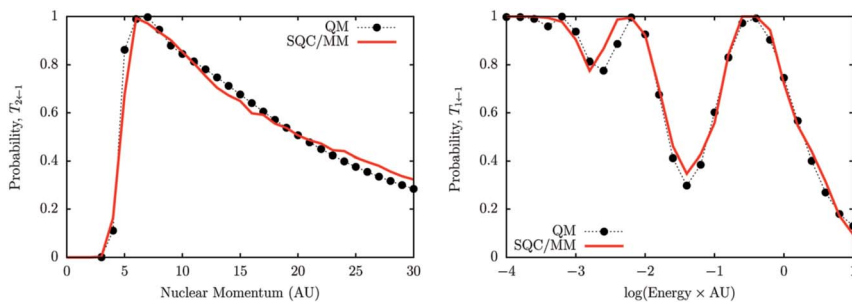 1
0.8
0.6
0.4
0.2
0
Probability, T₂←₁
QM
SQC/MM
0 5 10 15 20 25 30
Nuclear Momentum (AU)
1
0.8
0.6
0.4
0.2
0
Probability, T₁←₁
QM
SQC/MM
−4 −3 −2 −1 0 1
log(Energy × AU)